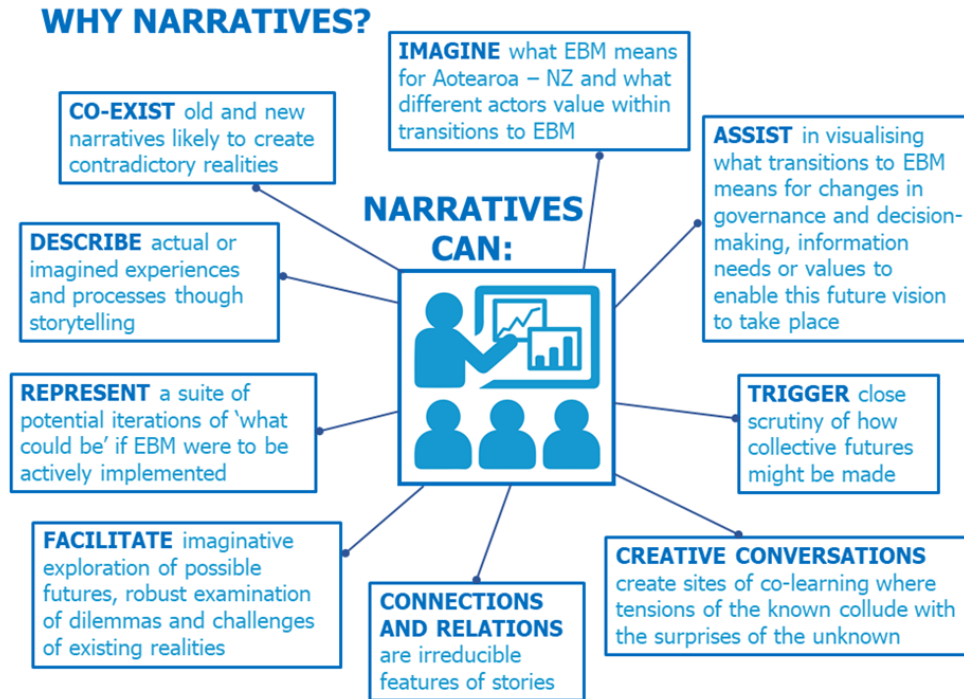 WHY NARRATIVES?
IMAGINE what EBM means
for Aotearoa – NZ and what
different actors value within
transitions to EBM
CO-EXIST old and new
narratives likely to create
contradictory realities
ASSIST in visualising
what transitions to EBM
means for changes in
governance and decision-
making, information
needs or values to
enable this future vision
to take place
NARRATIVES
CAN:
DESCRIBE actual or
imagined experiences
and processes though
storytelling
REPRESENT a suite of
potential iterations of ‘what
could be’ if EBM were to be
actively implemented
TRIGGER close
scrutiny of how
collective futures
might be made
FACILITATE imaginative
exploration of possible
futures, robust examination
of dilemmas and challenges
of existing realities
CONNECTIONS
AND RELATIONS
are irreducible
features of stories
CREATIVE CONVERSATIONS
create sites of co-learning where
tensions of the known collude with
the surprises of the unknown